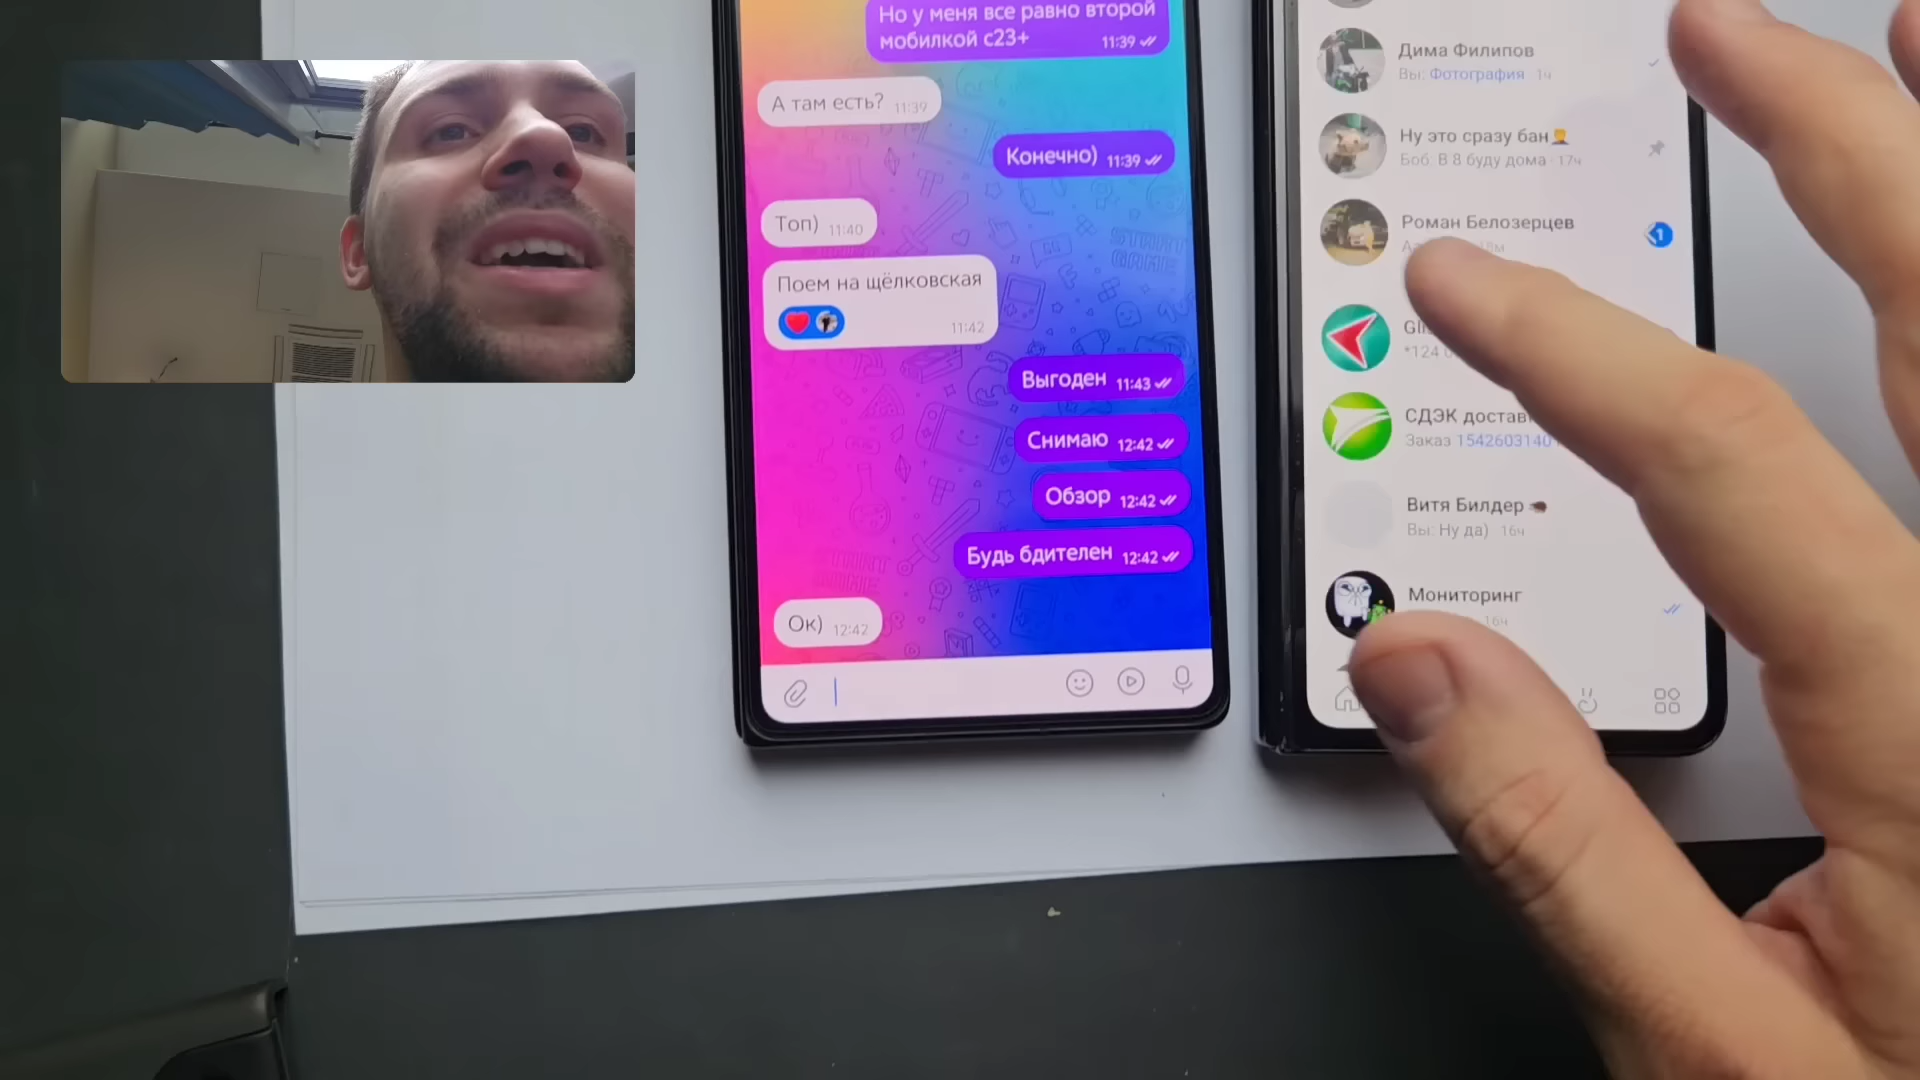 Но у меня все равно второй
мобилкой с23+
11:39
А там есть? 11:39
Конечно) 11:39
Топ) 11:40
Поем на щёлковская
11:42
Выгоден 11:43
Снимаю 12:42
Обзор 12:42
Будь бдителен 12:42
Ок) 12:42
START
GAME
Дима Филипов
Вы: Фотография 1ч
Ну это сразу бан
Боб: В 8 буду дома · 17ч
Роман Белозерцев
1
*124
СДЭК достав
Заказ 1542603140
Витя Билдер
Вы: Ну да) 16ч
Мониторинг
16ч